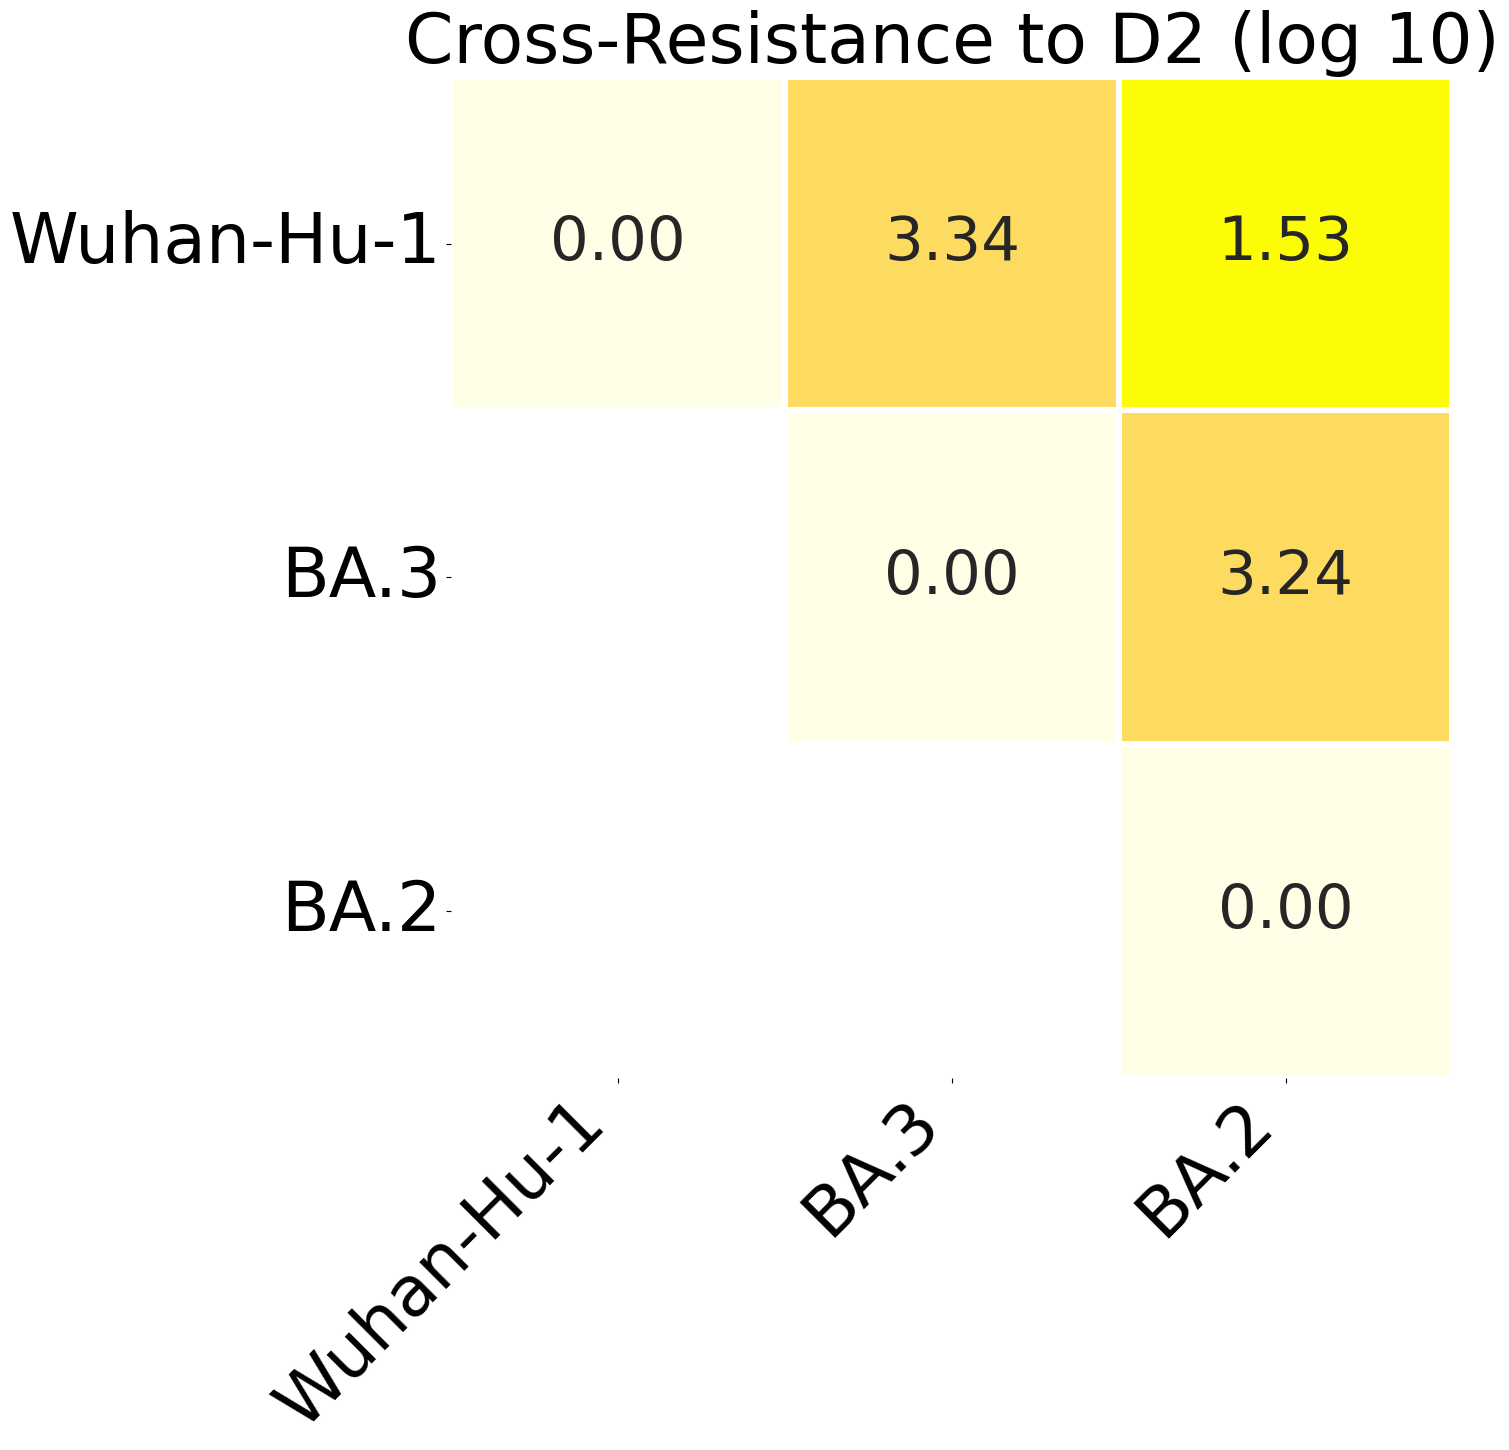 Cross-Resistance to D2 (log 10)
Wuhan-Hu-1 0.00 3.34 1.53
BA.3 0.00 3.24
BA.2 0.00
Wuhan-Hu-1 BA.3 BA.2